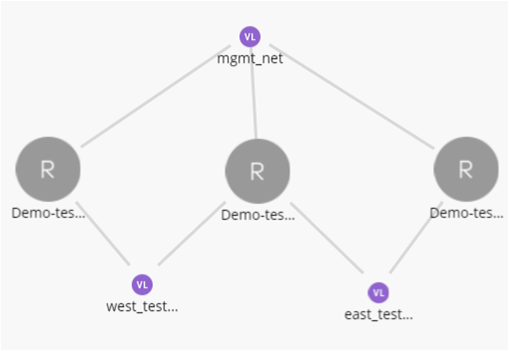 VL
mgmt_net
R
R
R
Demo-tes...
Demo-tes...
Demo-tes...
VL
west_test...
VL
east_test...